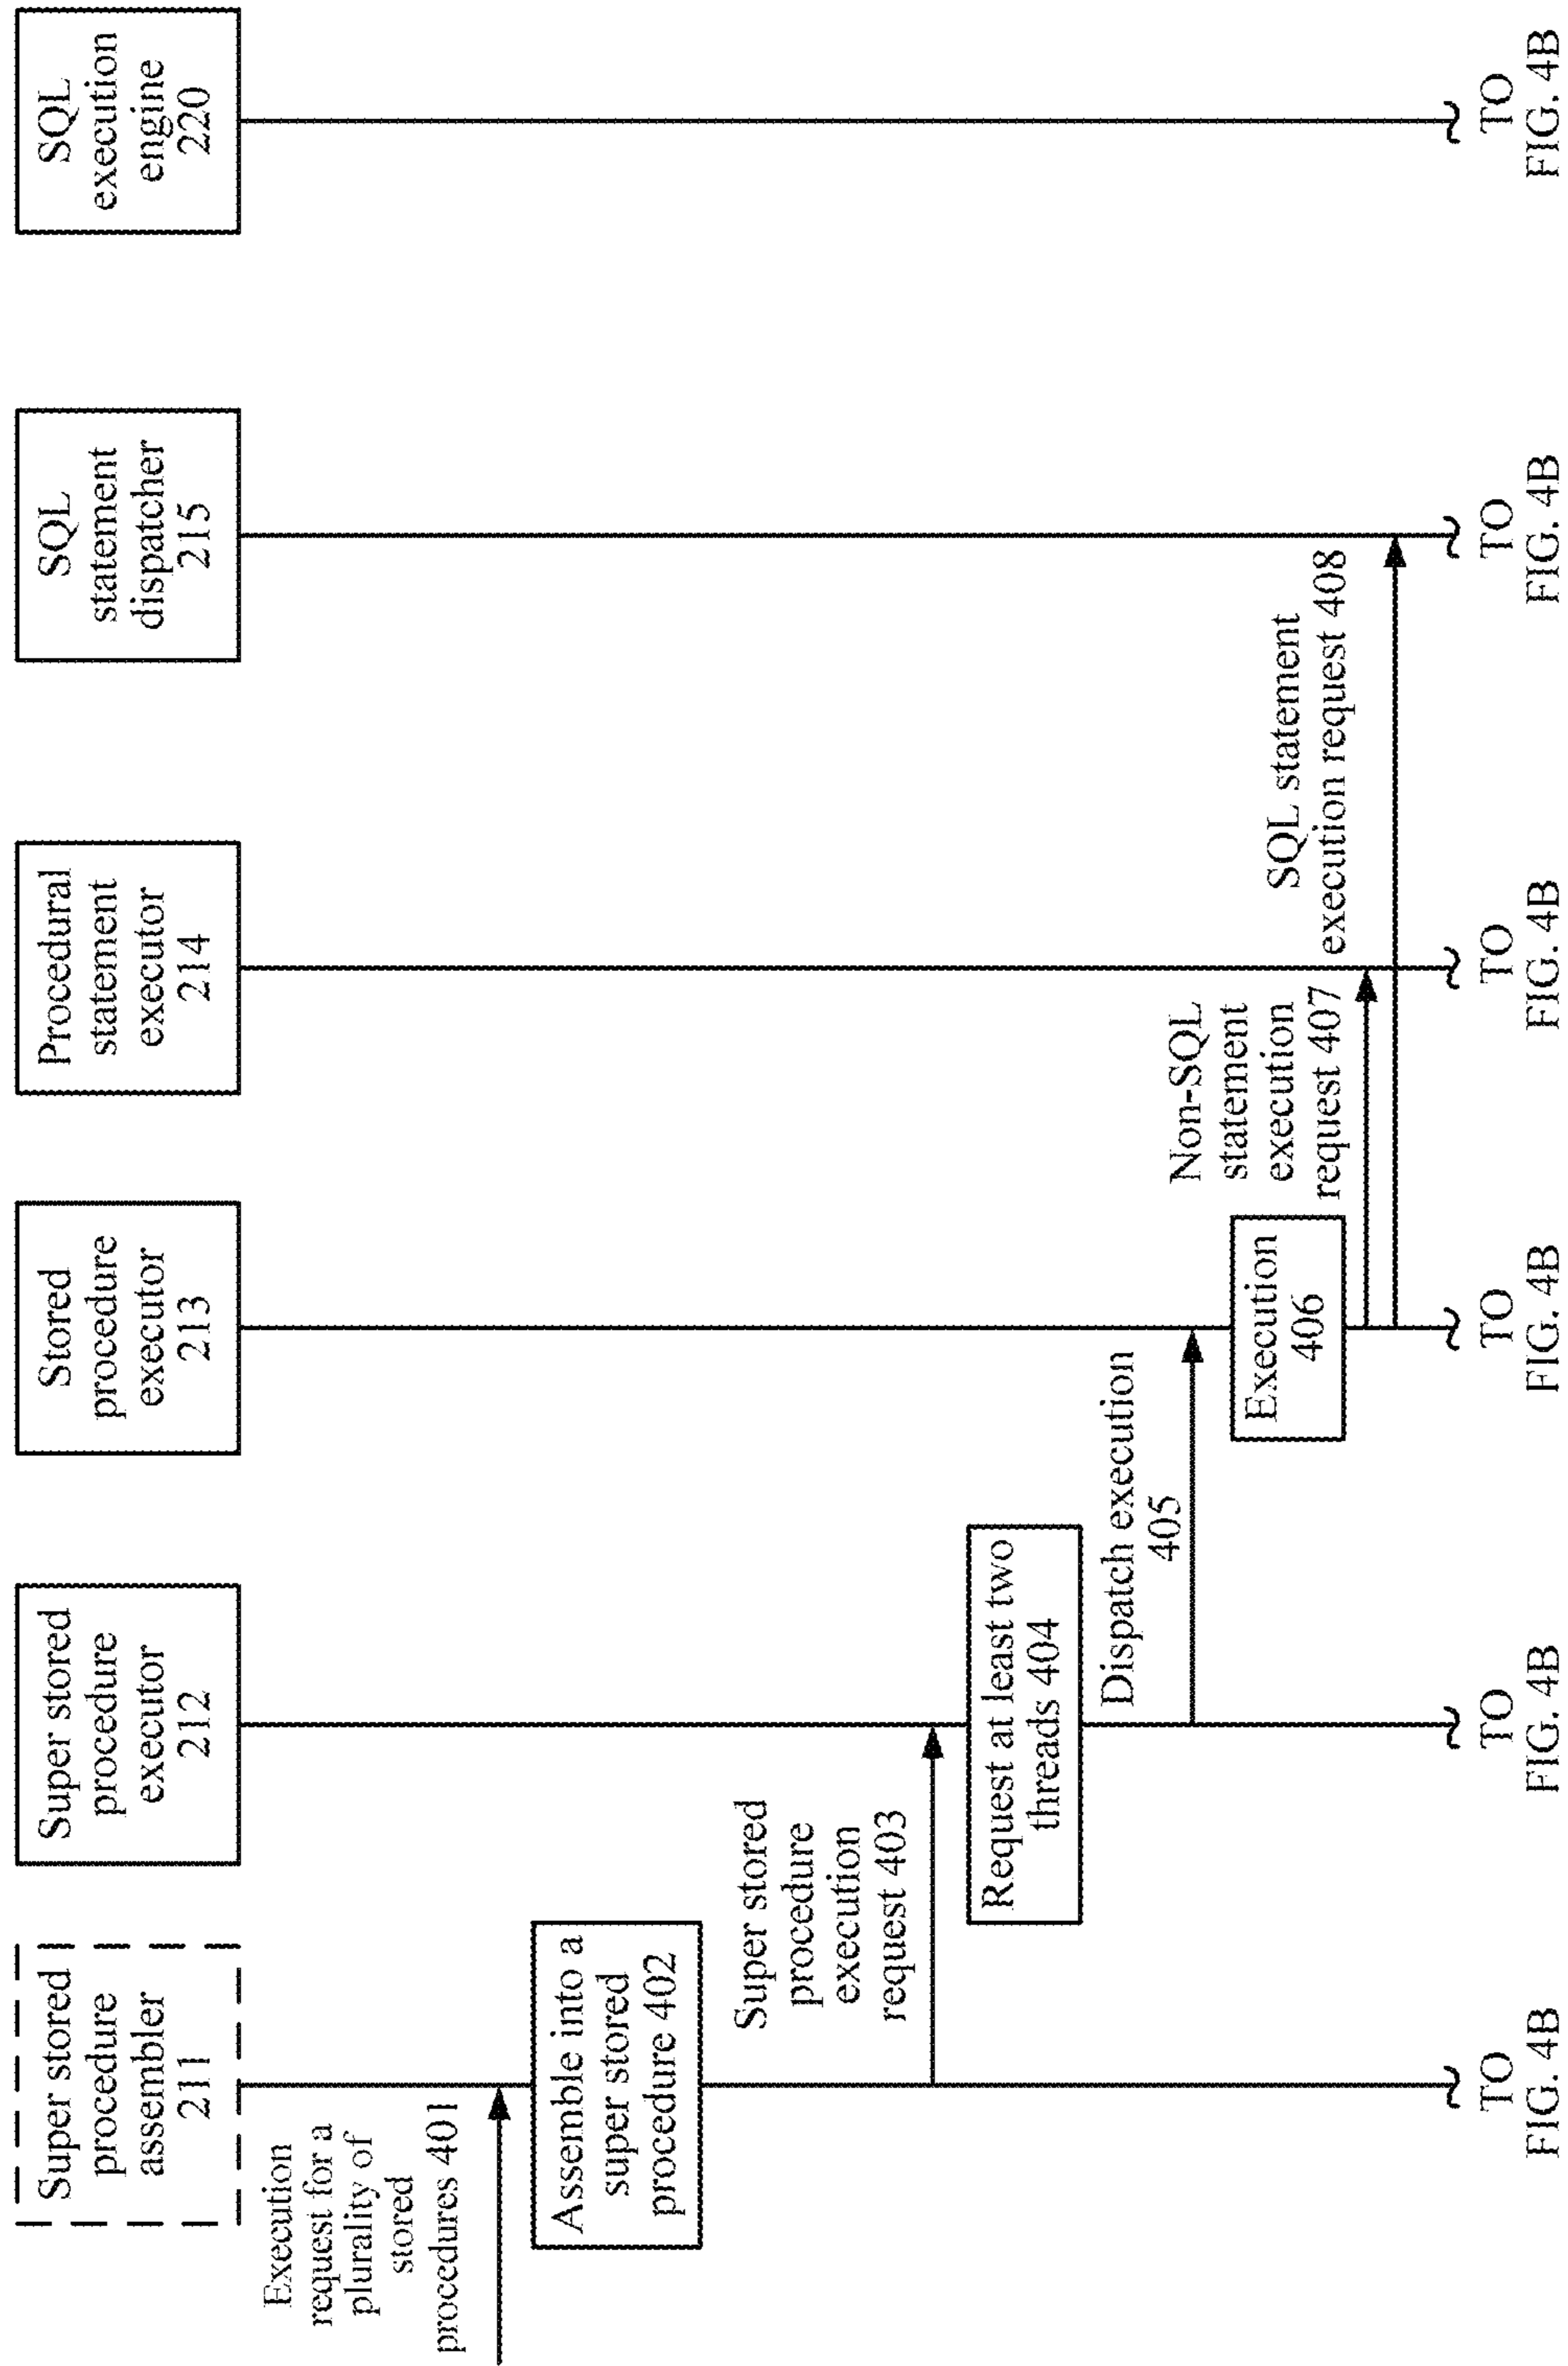 Super stored
procedure
assembler
211
Super stored
procedure
executor
212
Stored
procedure
executor
213
Procedural
statement
executor
214
SQL
statement
dispatcher
215
SQL
execution
engine
220
Execution
request for a
plurality of
stored
procedures 401
Assemble into a
super stored
procedure 402
Super stored
procedure
execution
request 403
Request at least two
threads 404
Dispatch execution
405
Execution
406
Non-SQL
statement
execution
request 407
SQL statement
execution request 408
TO
FIG. 4B
TO
FIG. 4B
TO
FIG. 4B
TO
FIG. 4B
TO
FIG. 4B
TO
FIG. 4B